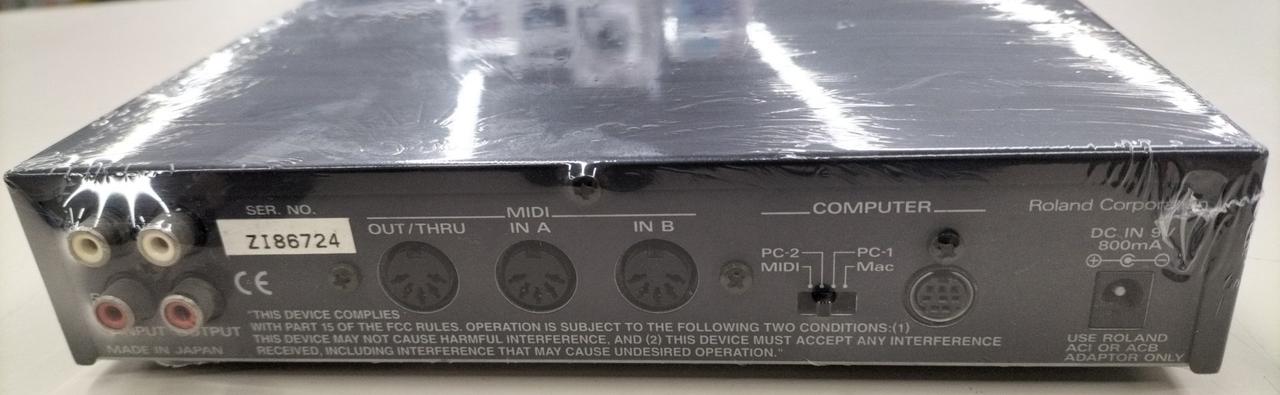 SER. NO.
ZI86724
MIDI
OUT/THRU
IN A
IN B
COMPUTER
PC-2
PC-1
MIDI
Mac
Roland
DC IN 9V
800mA
CE
"THIS DEVICE COMPLIES
WITH PART 15 OF THE FCC RULES. OPERATION IS SUBJECT TO THE FOLLOWING TWO CONDITIONS:(1)
THIS DEVICE MAY NOT CAUSE HARMFUL INTERFERENCE, AND (2) THIS DEVICE MUST ACCEPT ANY INTERFERENCE
RECEIVED, INCLUDING INTERFERENCE THAT MAY CAUSE UNDESIRED OPERATION."
INPUT
OUTPUT
MADE IN JAPAN
USE ROLAND
ACI OR ACB
ADAPTOR ONLY